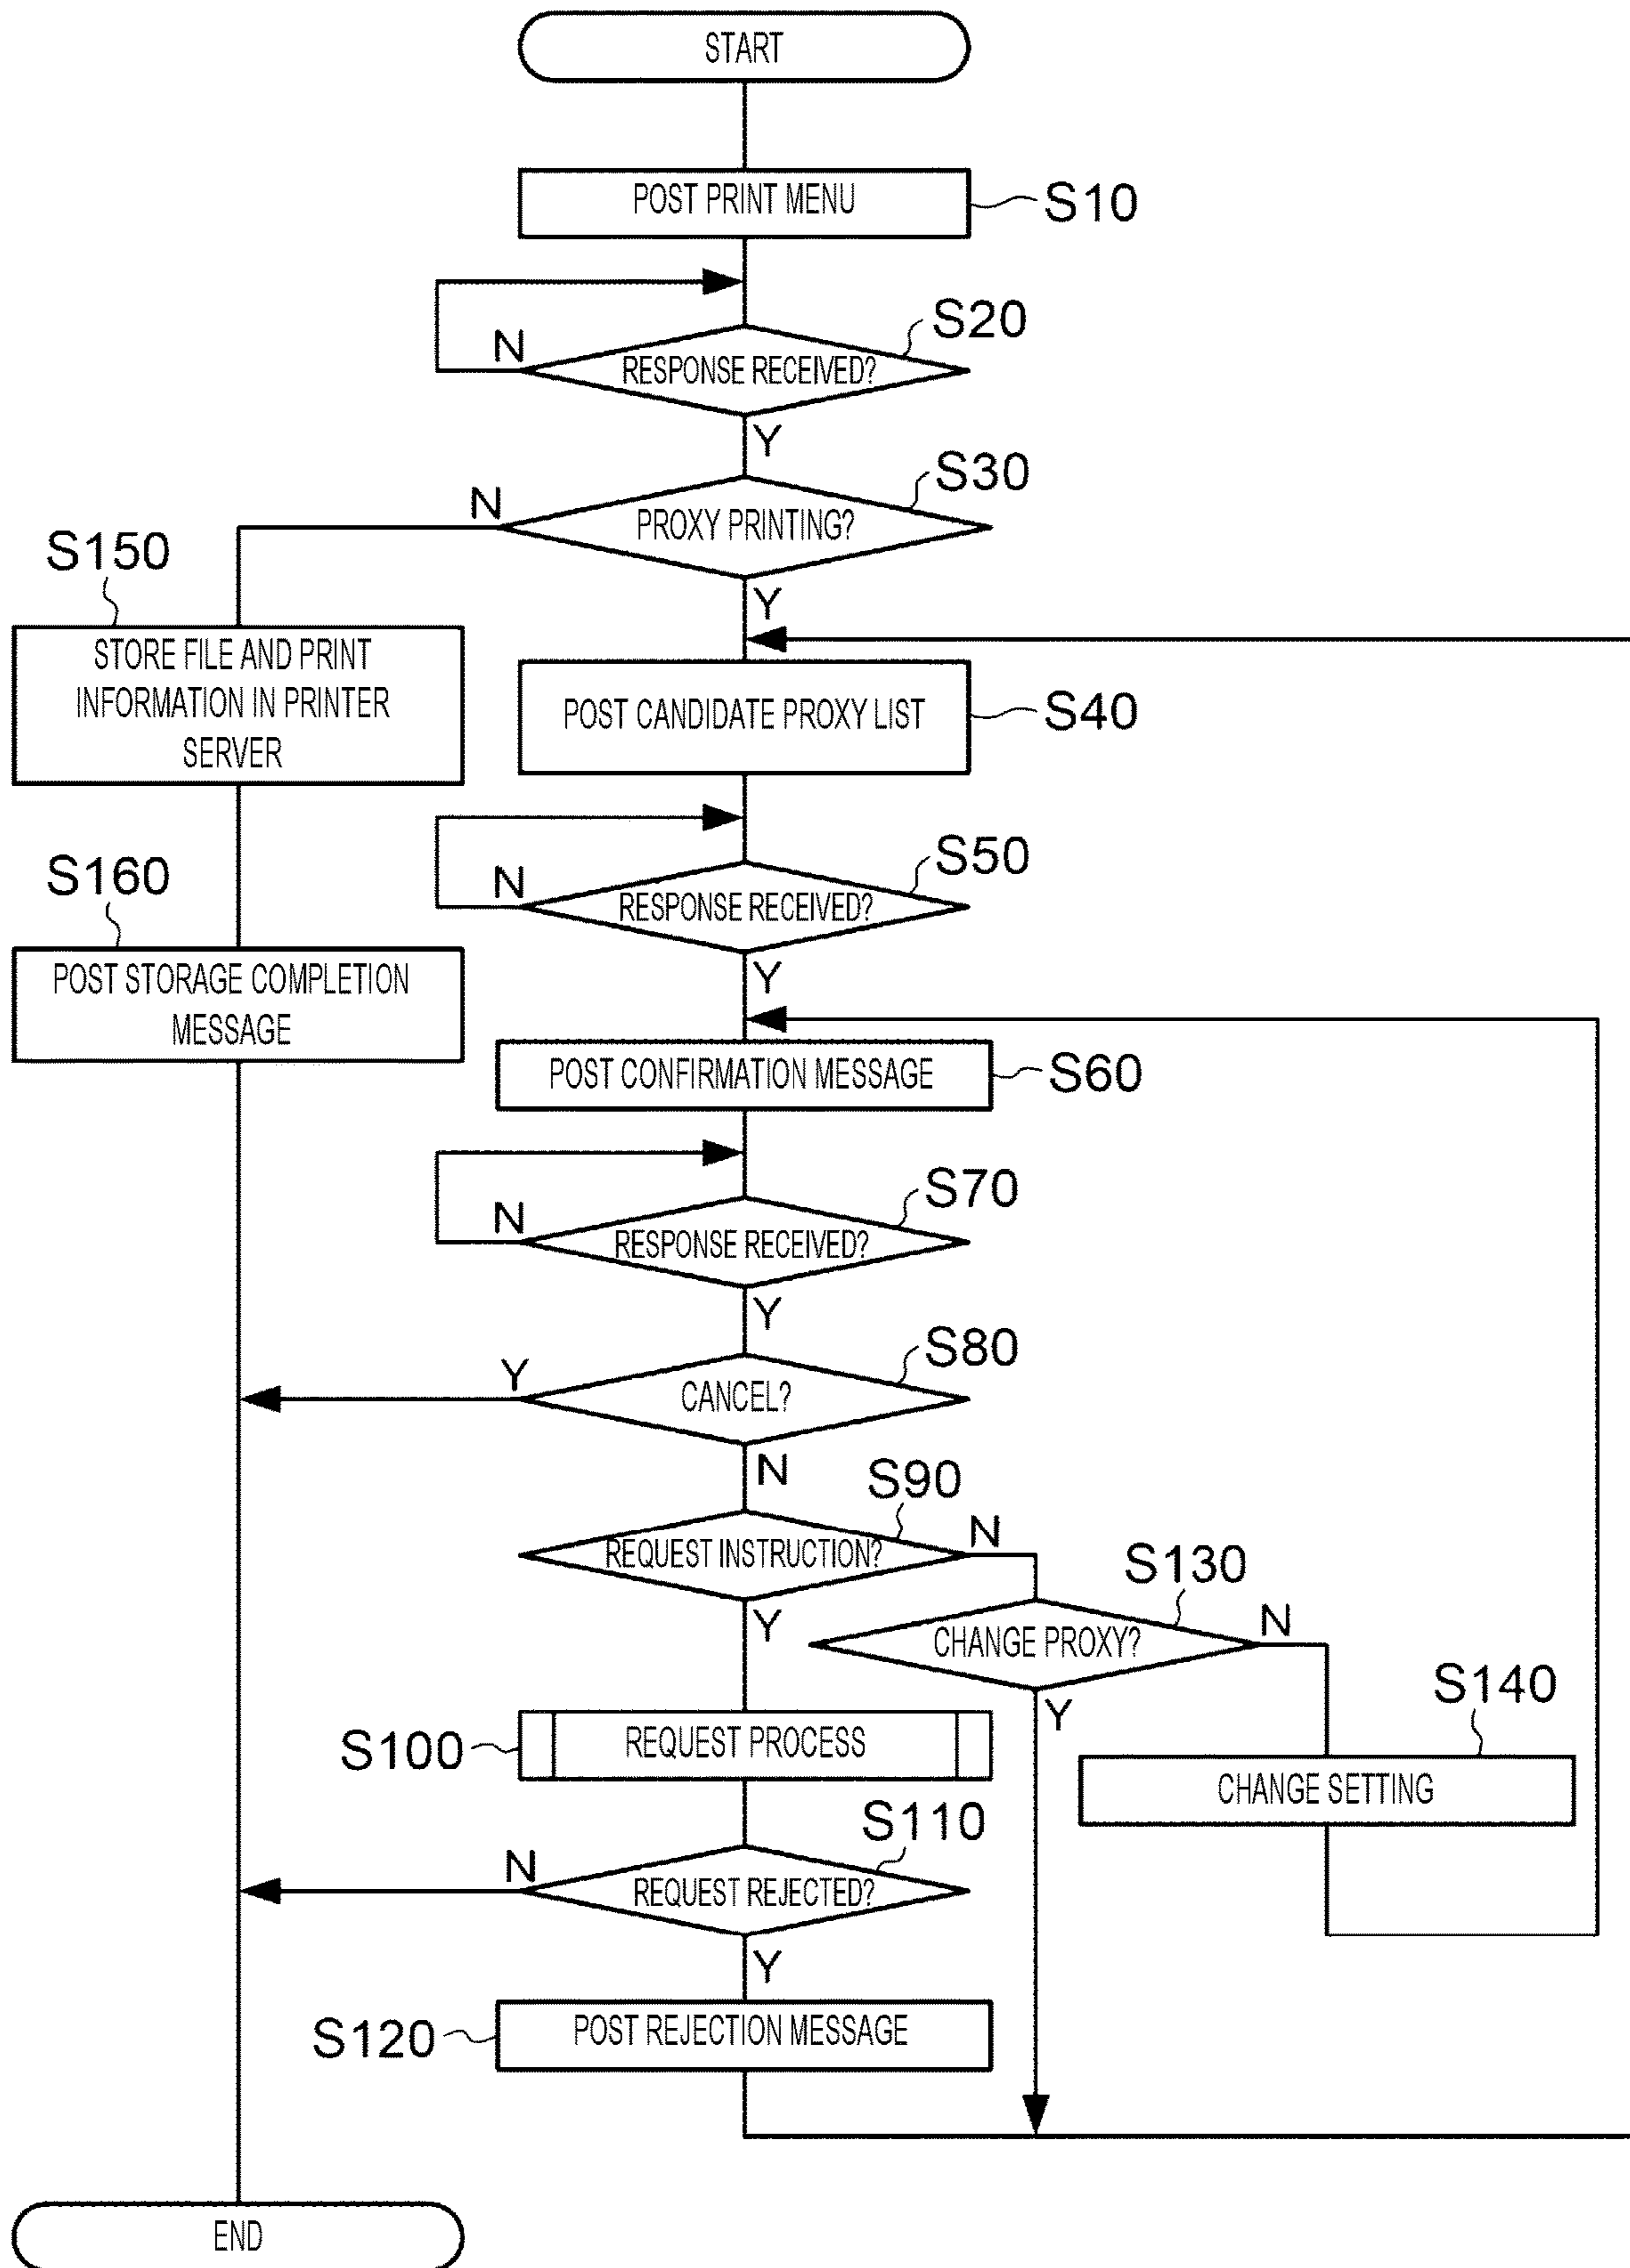 START
POST PRINT MENU
S10
S20
N
RESPONSE RECEIVED?
Y
S30
N
PROXY PRINTING?
Y
S150
STORE FILE AND PRINT
INFORMATION IN PRINTER
SERVER
POST CANDIDATE PROXY LIST
S40
S50
N
RESPONSE RECEIVED?
Y
S160
POST STORAGE COMPLETION
MESSAGE
POST CONFIRMATION MESSAGE
S60
S70
N
RESPONSE RECEIVED?
Y
S80
Y
CANCEL?
N
S90
REQUEST INSTRUCTION?
N
Y
S130
CHANGE PROXY?
N
Y
S140
CHANGE SETTING
S100
REQUEST PROCESS
S110
N
REQUEST REJECTED?
Y
S120
POST REJECTION MESSAGE
END